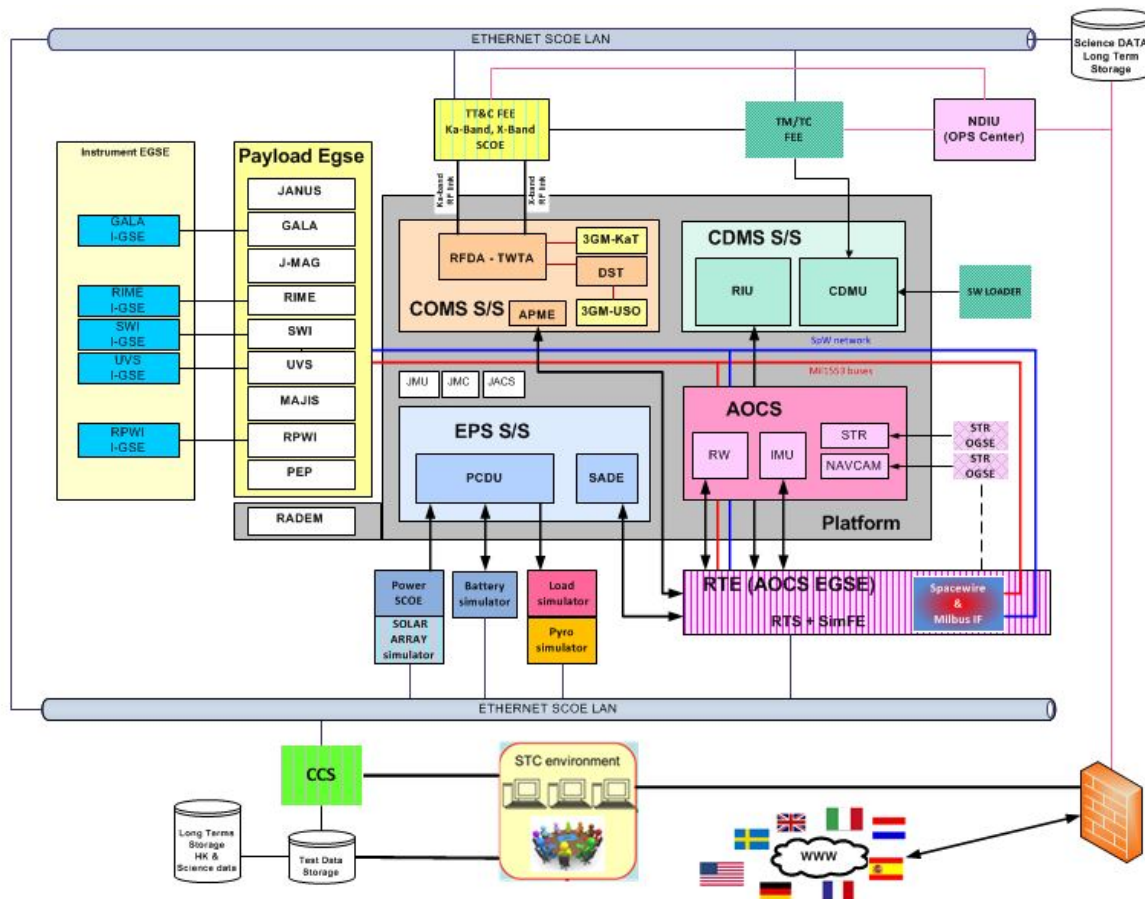 ETHERNET SCOE LAN
Science DATA
Long Term
Storage
TT&C FEE
Ka-Band, X-Band
SCOE
TM/TC
FEE
NDIU
(OPS Center)
Instrument EGSE
Payload Egse
JANUS
GALA
I-GSE
GALA
J-MAG
RIME
I-GSE
RIME
SWI
I-GSE
SWI
UVS
I-GSE
UVS
MAJIS
RPWI
I-GSE
RPWI
PEP
RADEM
Ka-band
RF link
X-band
RF link
RFDA - TWTA
3GM-KaT
DST
3GM-USO
COMS S/S
APME
CDMS S/S
RIU
CDMU
SW LOADER
SpW network
Mil1553 buses
JMU
JMC
JACS
EPS S/S
PCDU
SADE
AOCS
RW
IMU
STR
NAVCAM
STR
OGSE
STR
OGSE
Platform
Power
SCOE
SOLAR
ARRAY
simulator
Battery
simulator
Load
simulator
Pyro
simulator
RTE (AOCS EGSE)
RTS + SimFE
Spacewire
&
Milbus IF
ETHERNET SCOE LAN
CCS
STC environment
Long Terms
Storage
HK &
Science data
Test Data
Storage
WWW